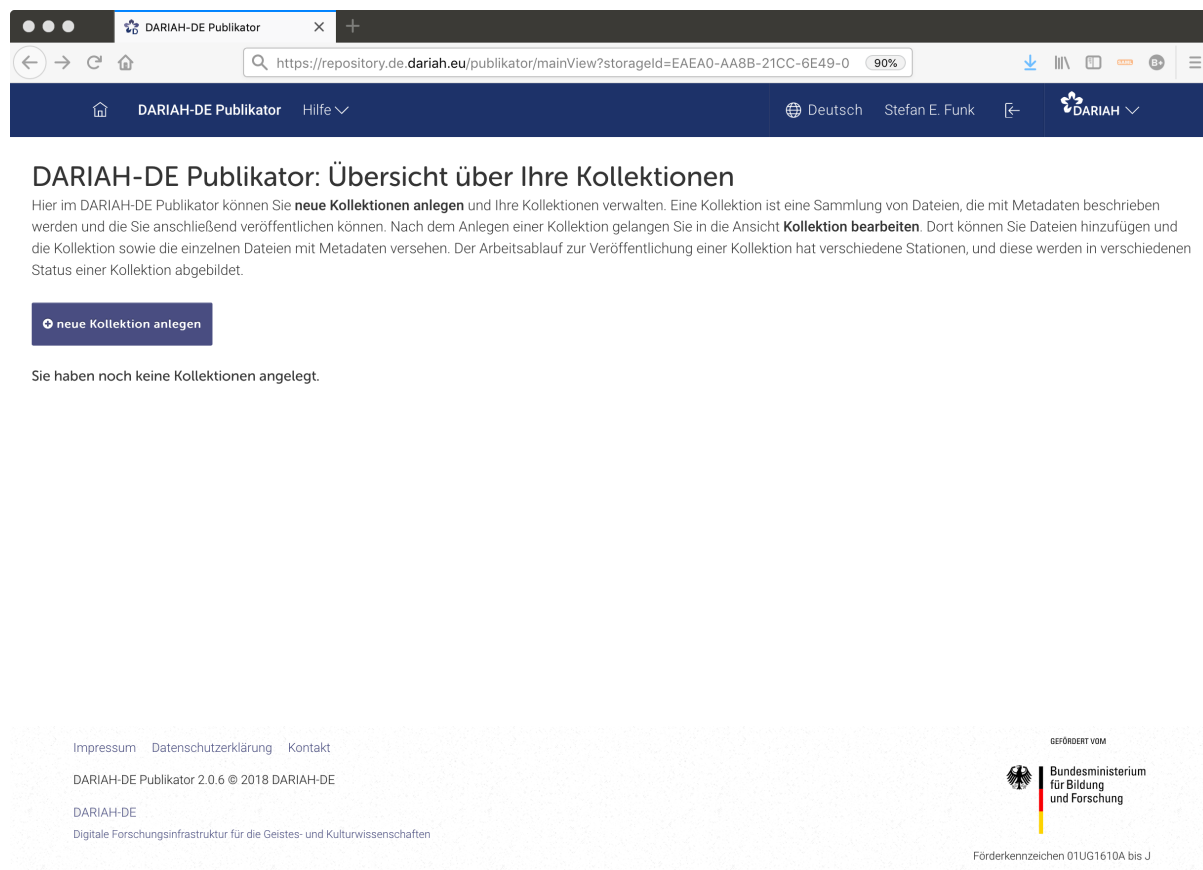 DARIAH-DE Publikator
https://repository.de.dariah.eu/publikator/mainView?storageId=EAEA0-AA8B-21CC-6E49-0 90%
DARIAH-DE Publikator Hilfe Deutsch Stefan E. Funk DARIAH
DARIAH-DE Publikator: Übersicht über Ihre Kollektionen
Hier im DARIAH-DE Publikator können Sie neue Kollektionen anlegen und Ihre Kollektionen verwalten. Eine Kollektion ist eine Sammlung von Dateien, die mit Metadaten beschrieben
werden und die Sie anschließend veröffentlichen können. Nach dem Anlegen einer Kollektion gelangen Sie in die Ansicht Kollektion bearbeiten. Dort können Sie Dateien hinzufügen und
die Kollektion sowie die einzelnen Dateien mit Metadaten versehen. Der Arbeitsablauf zur Veröffentlichung einer Kollektion hat verschiedene Stationen, und diese werden in verschiedenen
Status einer Kollektion abgebildet.
neue Kollektion anlegen
Sie haben noch keine Kollektionen angelegt.
Impressum Datenschutzerklärung Kontakt
DARIAH-DE Publikator 2.0.6 © 2018 DARIAH-DE
DARIAH-DE
Digitale Forschungsinfrastruktur für die Geistes- und Kulturwissenschaften
GEFÖRDERT VOM
Bundesministerium
für Bildung
und Forschung
Förderkennzeichen 01UG1610A bis J